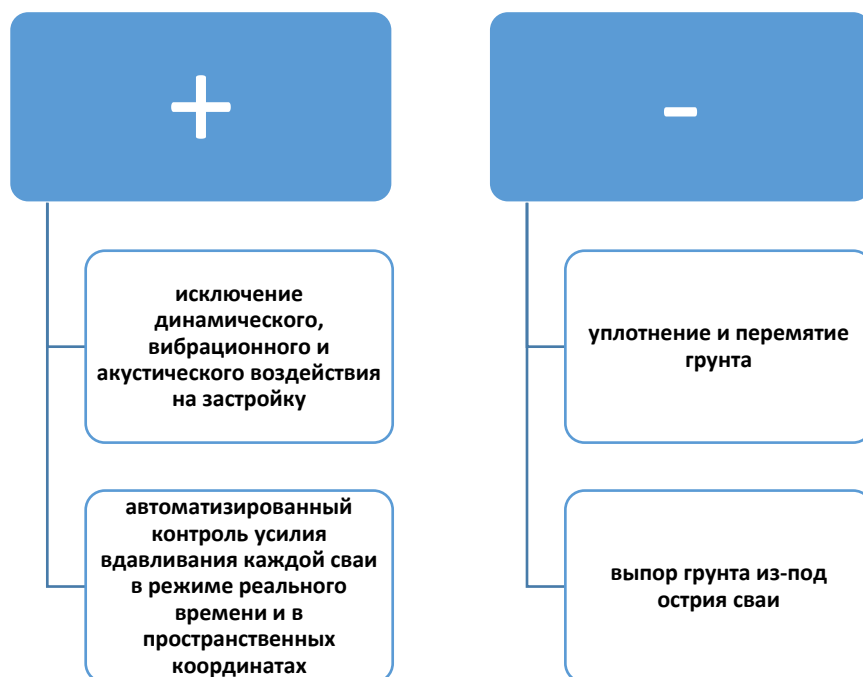 +
исключение
динамического,
вибрационного и
акустического воздействия
на застройку
автоматизированный
контроль усилия
вдавливания каждой сваи
в режиме реального
времени и в
пространственных
координатах
-
уплотнение и перемятие
грунта
выпор грунта из-под
острия сваи